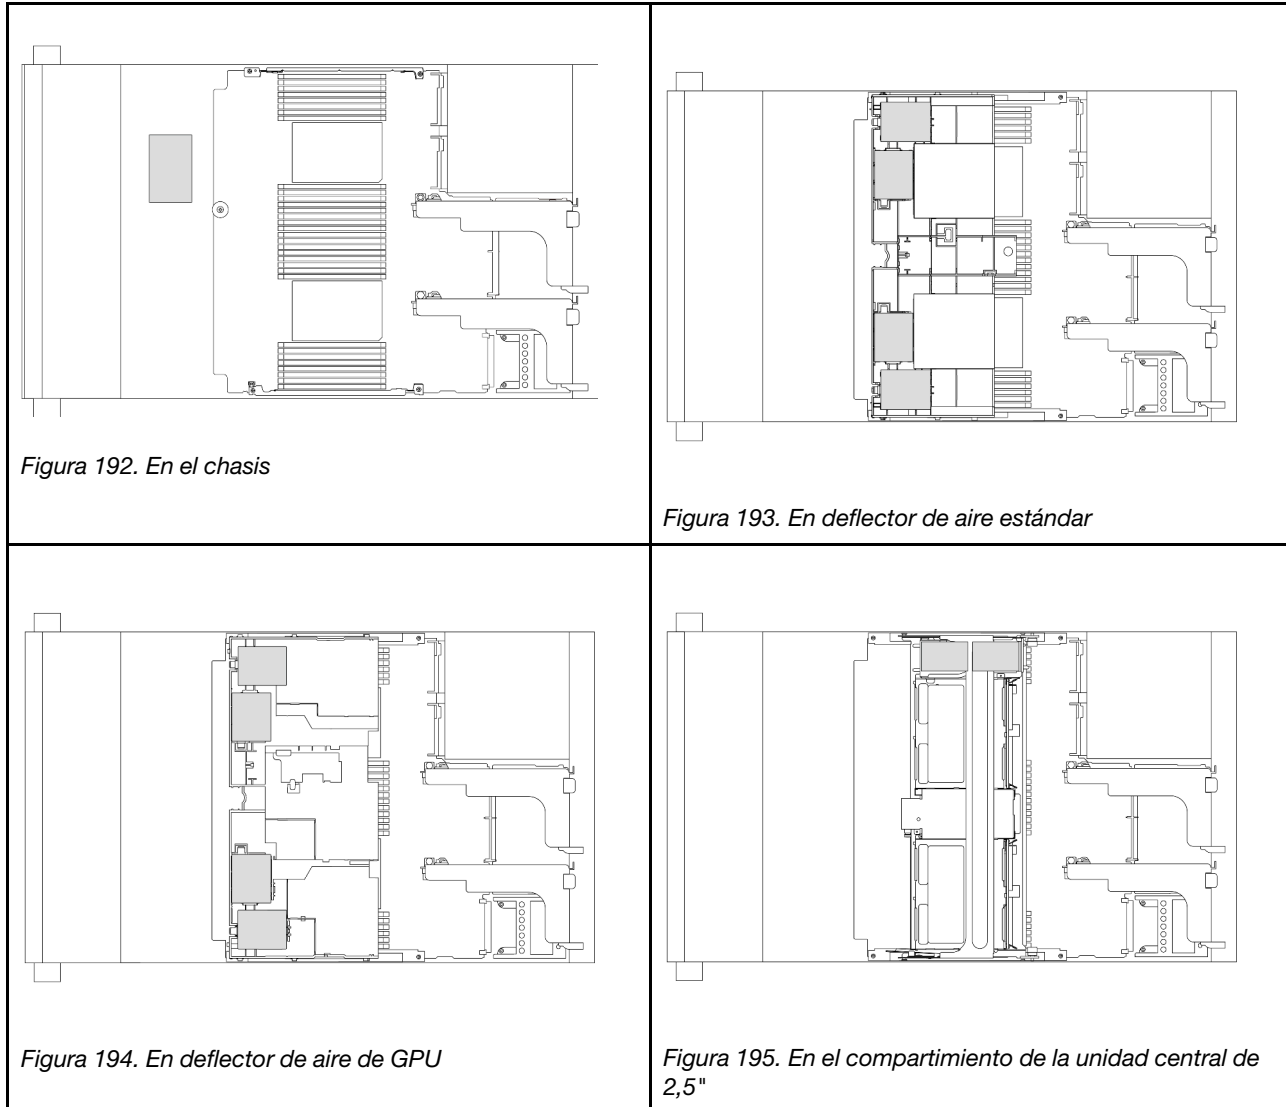 Figura 192. En el chasis
Figura 193. En deflector de aire estándar
Figura 194. En deflector de aire de GPU
Figura 195. En el compartimiento de la unidad central de
2,5"